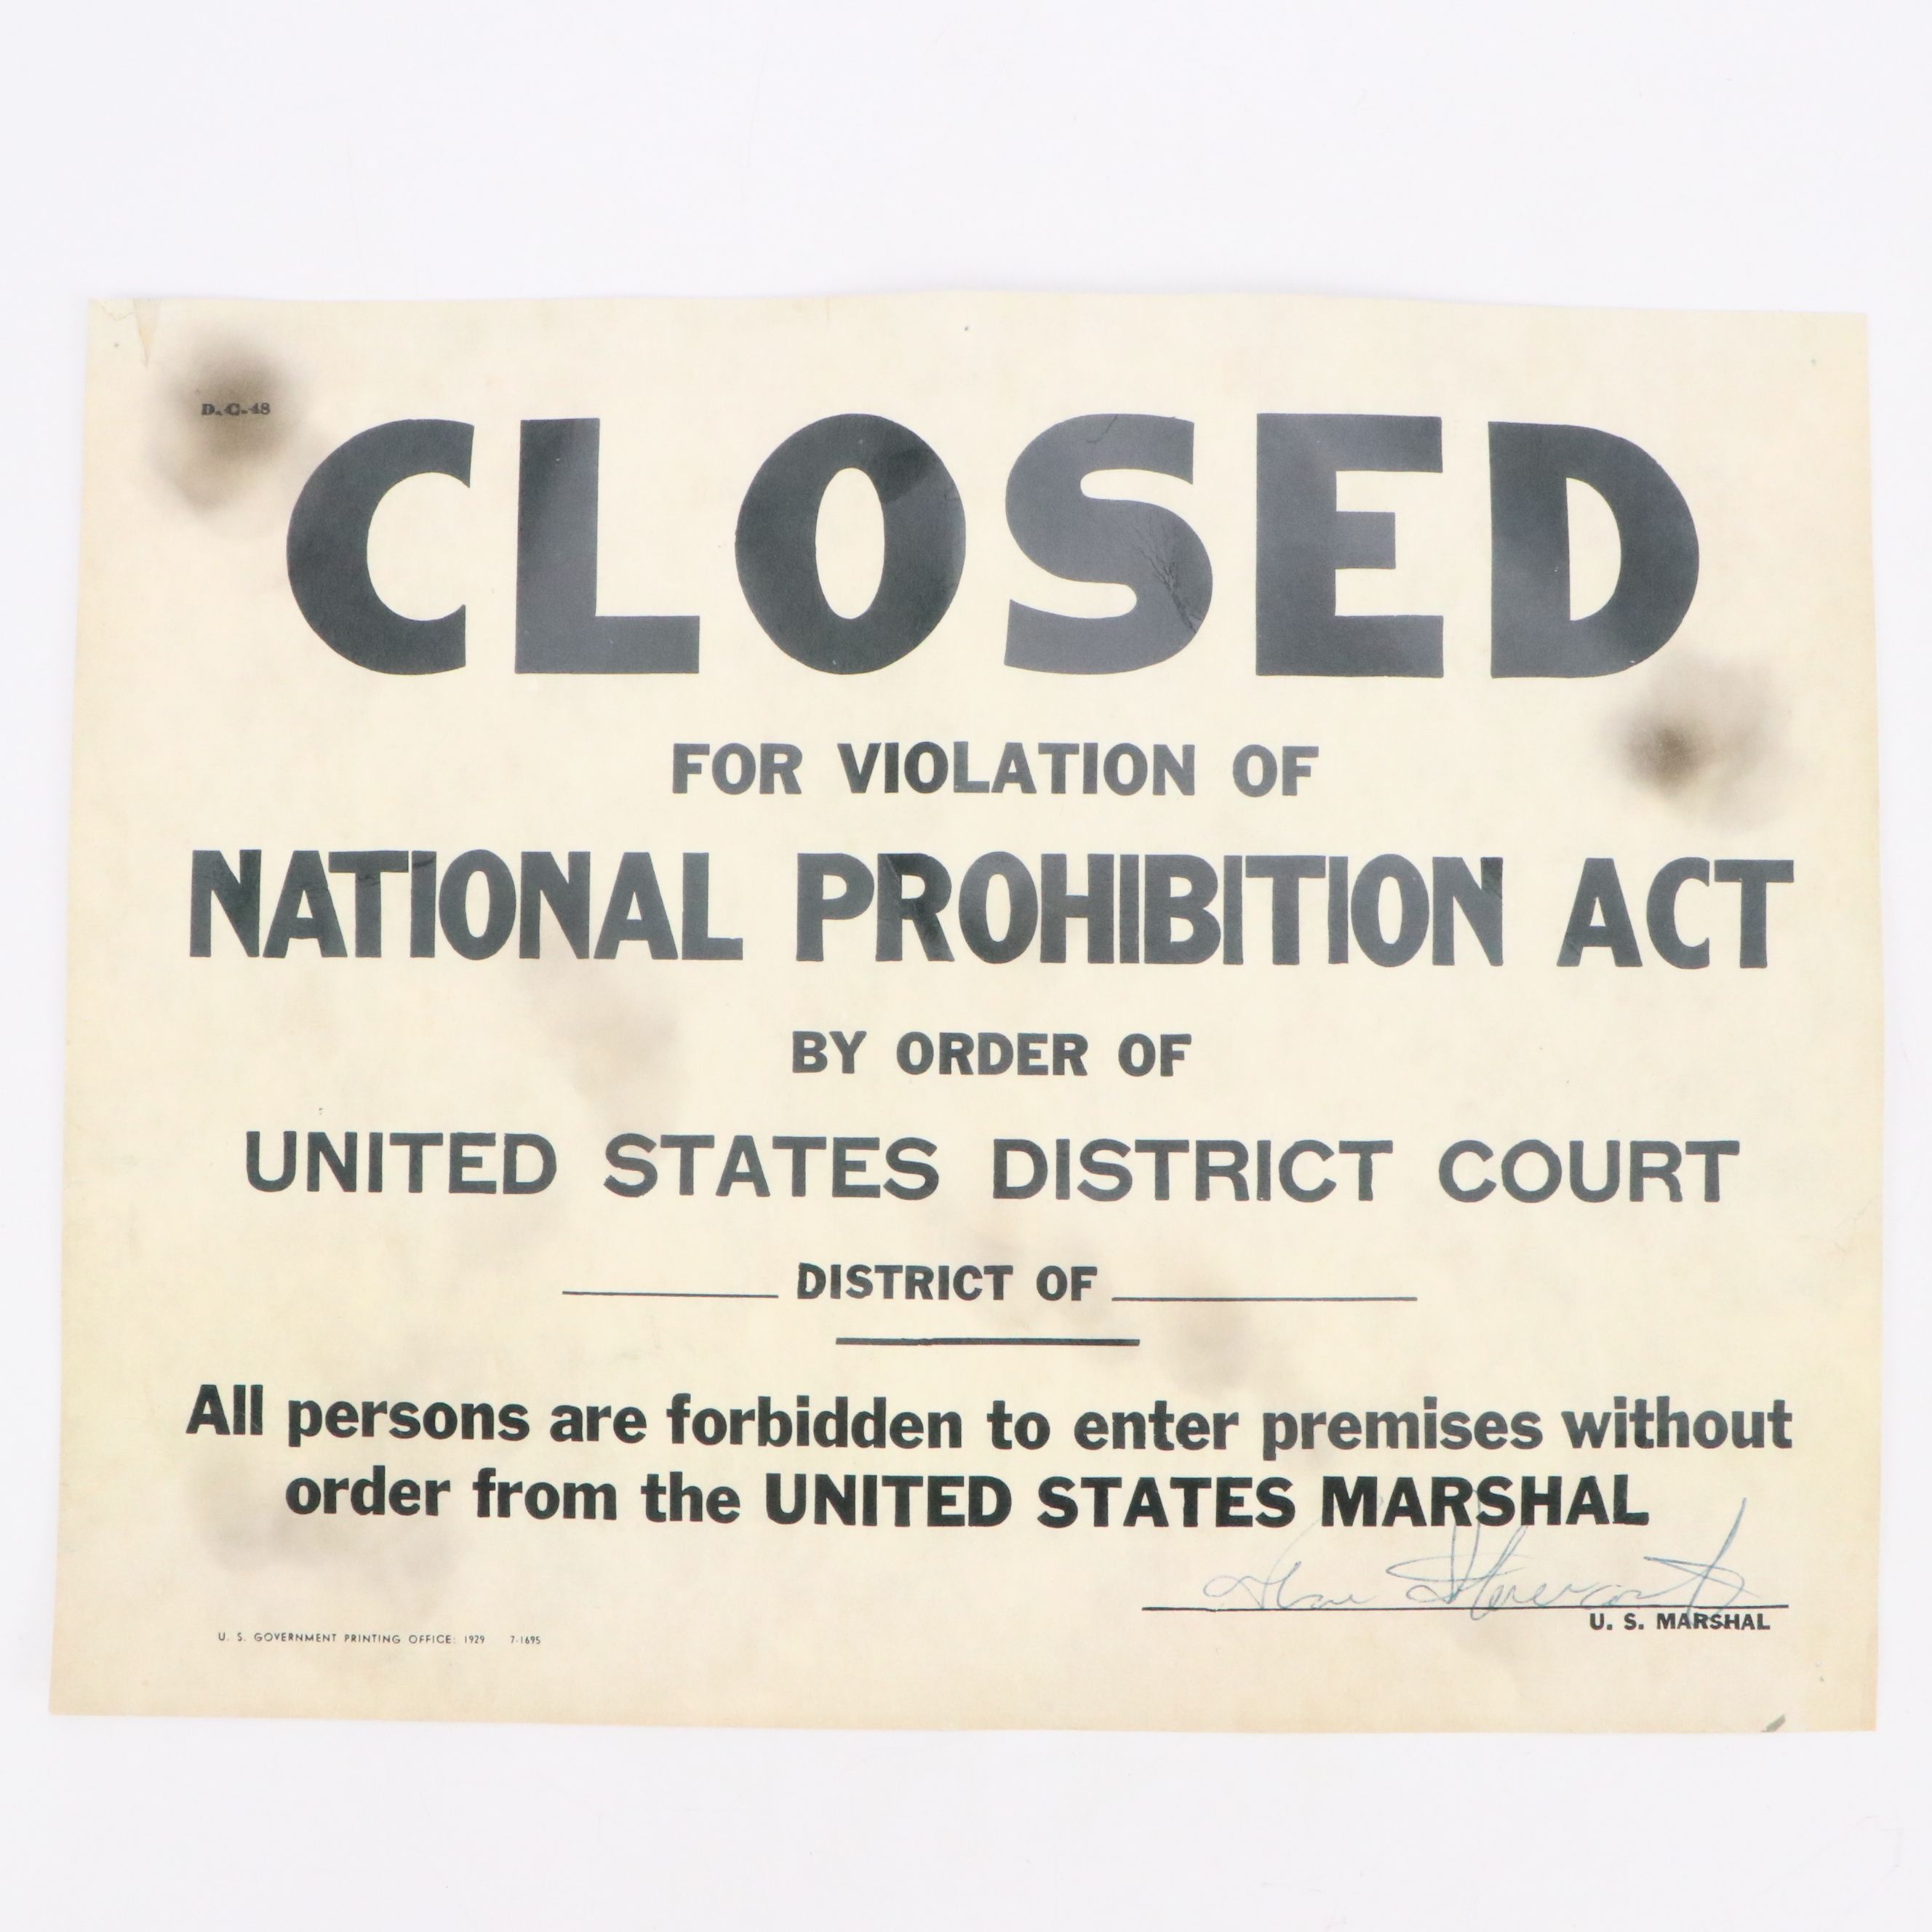 D. C. 48
CLOSED
FOR VIOLATION OF
NATIONAL PROHIBITION ACT
BY ORDER OF
UNITED STATES DISTRICT COURT
DISTRICT OF
All persons are forbidden to enter premises without
order from the UNITED STATES MARSHAL
U. S. MARSHAL
U. S. GOVERNMENT PRINTING OFFICE: 1929 7-1695